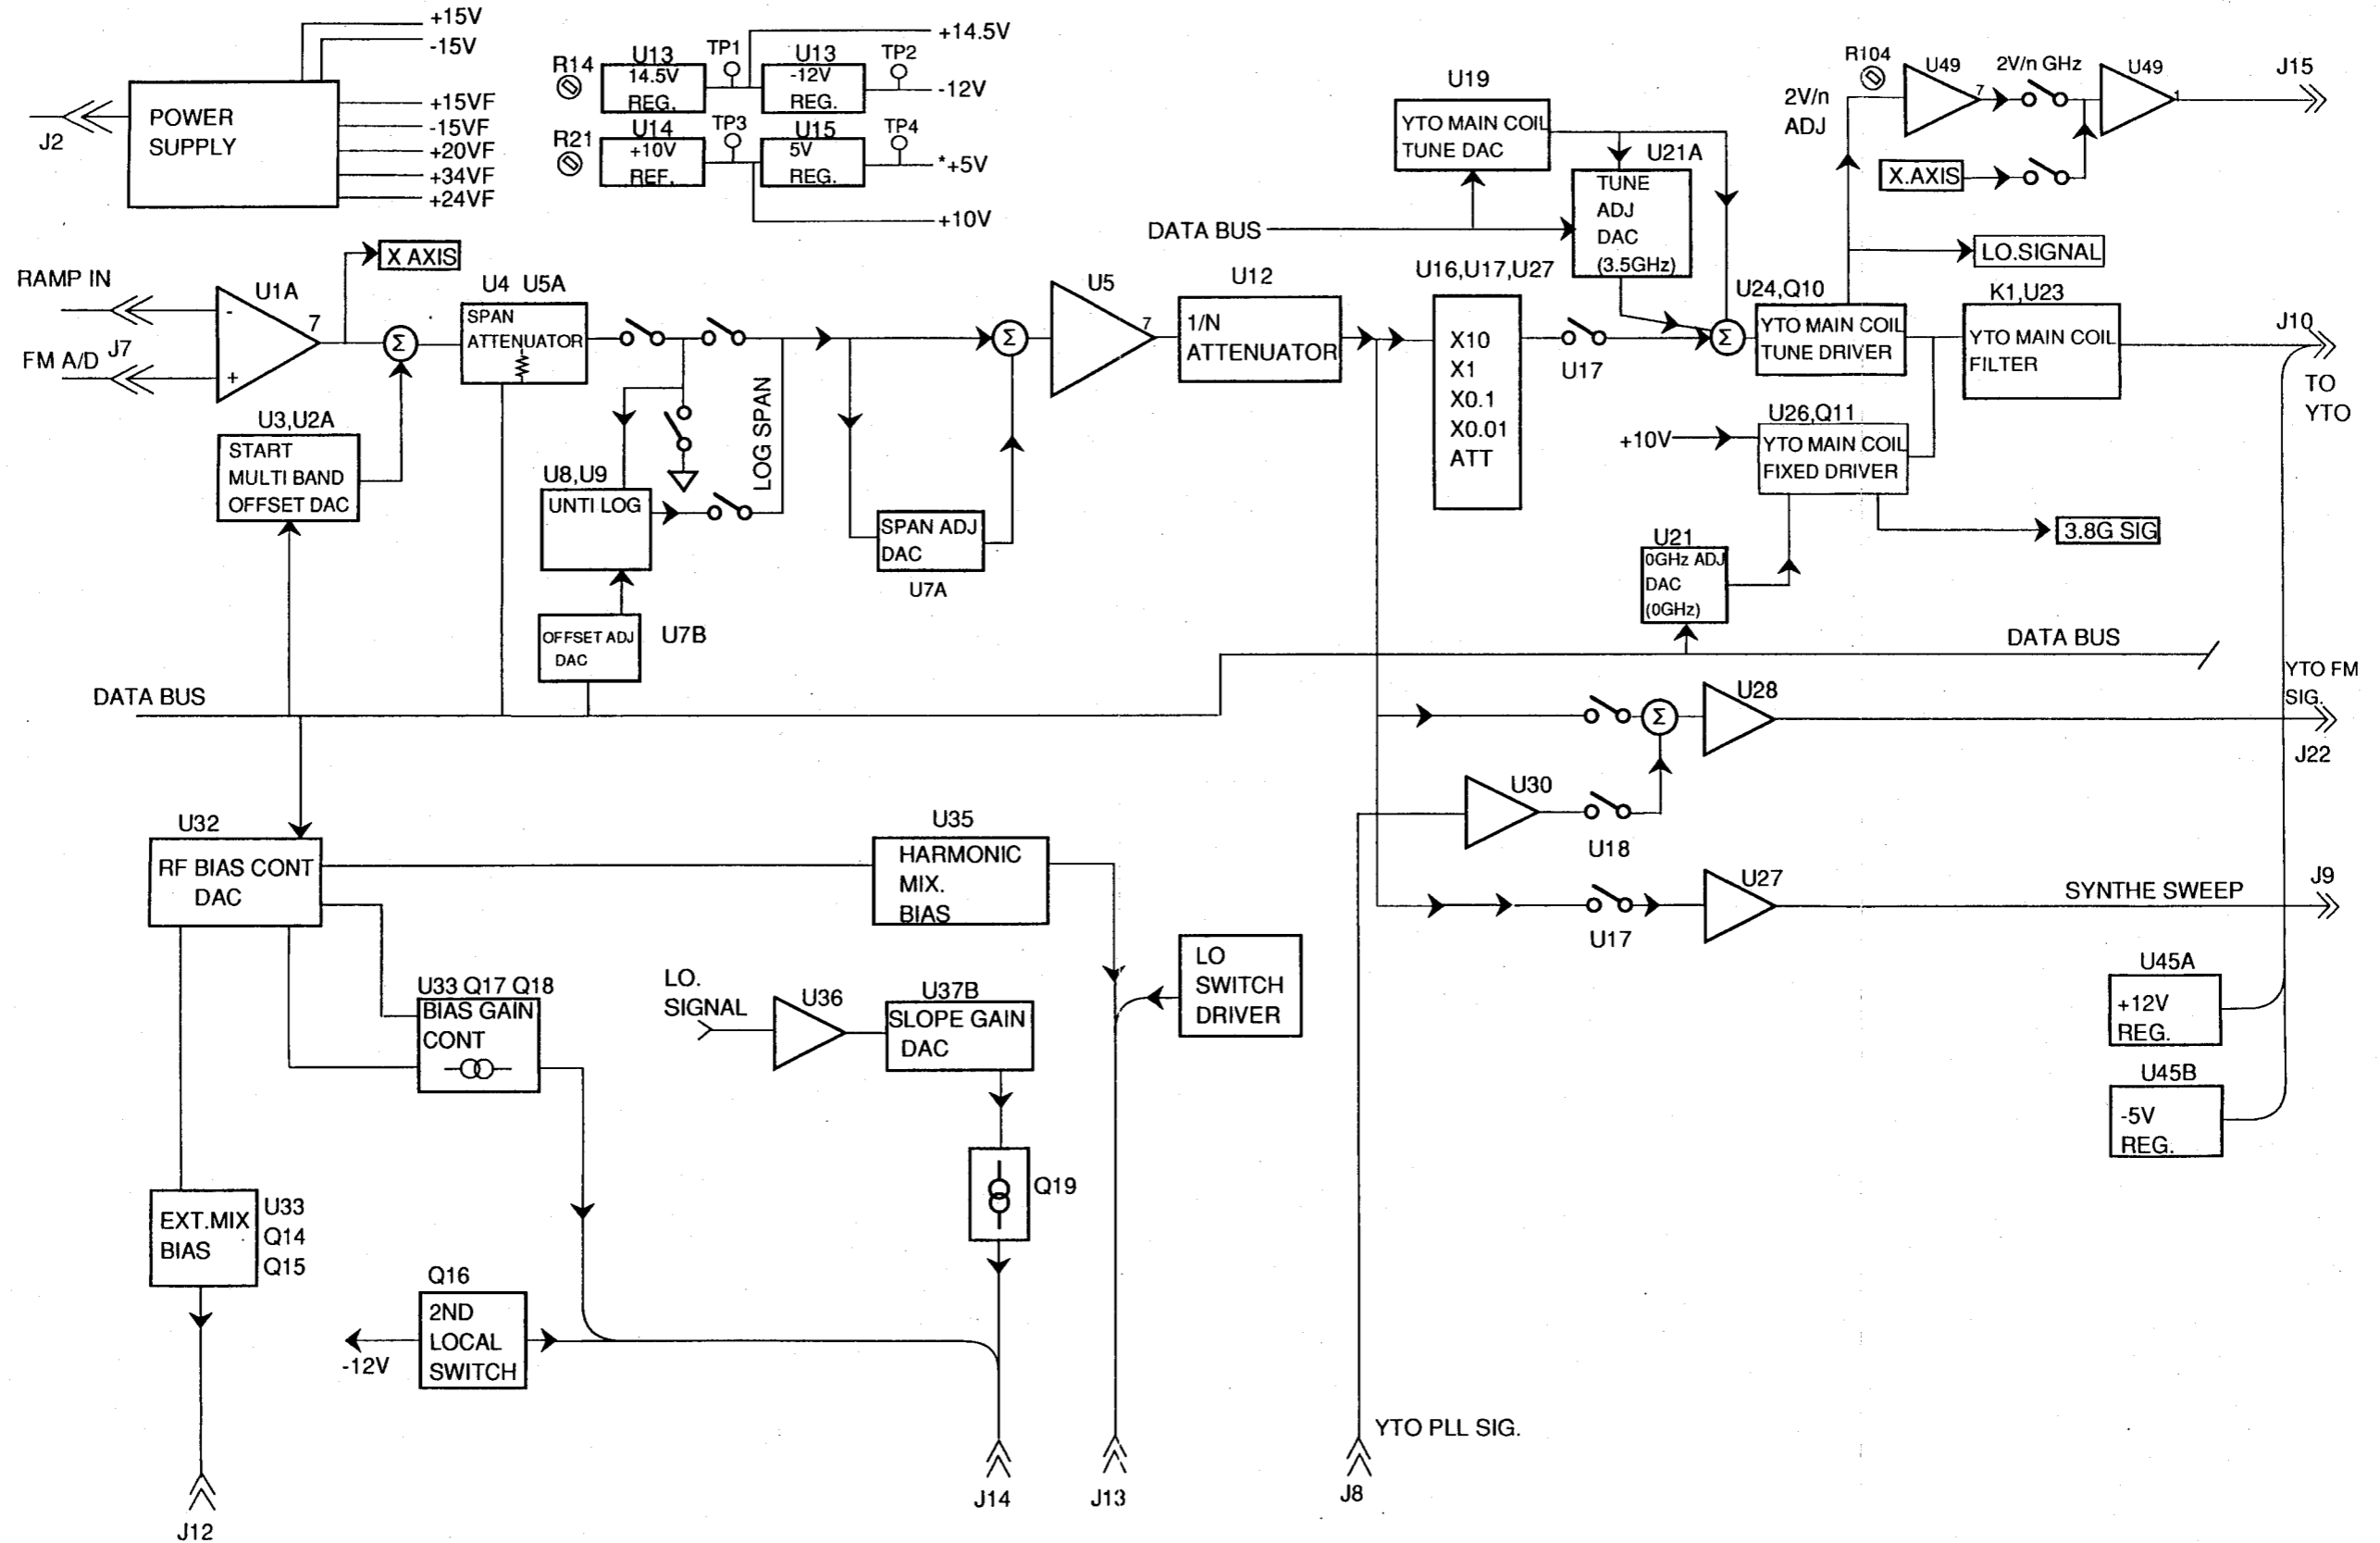 +15V
-15V
POWER
SUPPLY
J2
+15VF
-15VF
+20VF
+34VF
+24VF
R14
U13
14.5V
REG.
TP1
U13
-12V
REG.
TP2
+14.5V
-12V
R21
U14
+10V
REF.
TP3
U15
5V
REG.
TP4
*+5V
+10V
U19
YTO MAIN COIL
TUNE DAC
U21A
TUNE
ADJ
DAC
(3.5GHz)
DATA BUS
R104
2V/n
ADJ
U49
7
2V/n GHz
U49
1
J15
X.AXIS
LO.SIGNAL
RAMP IN
FM A/D
J7
U1A
-
+
7
X AXIS
Σ
U3,U2A
START
MULTI BAND
OFFSET DAC
U4 U5A
SPAN
ATTENUATOR
U8,U9
UNTI LOG
LOG SPAN
OFFSET ADJ
DAC
U7B
SPAN ADJ
DAC
U7A
Σ
U5
7
U12
1/N
ATTENUATOR
U16,U17,U27
X10
X1
X0.1
X0.01
ATT
U17
Σ
U24,Q10
YTO MAIN COIL
TUNE DRIVER
K1,U23
YTO MAIN COIL
FILTER
J10
TO
YTO
U26,Q11
+10V
YTO MAIN COIL
FIXED DRIVER
3.8G SIG
U21
0GHz ADJ
DAC
(0GHz)
DATA BUS
DATA BUS
YTO FM
SIG.
J22
Σ
U28
U30
U18
U17
U27
SYNTHE SWEEP
J9
U32
RF BIAS CONT
DAC
U35
HARMONIC
MIX.
BIAS
U33 Q17 Q18
BIAS GAIN
CONT
LO.
SIGNAL
U36
U37B
SLOPE GAIN
DAC
LO
SWITCH
DRIVER
Q19
U45A
+12V
REG.
U45B
-5V
REG.
EXT.MIX
BIAS
U33
Q14
Q15
Q16
2ND
LOCAL
SWITCH
-12V
YTO PLL SIG.
J12
J14
J13
J8